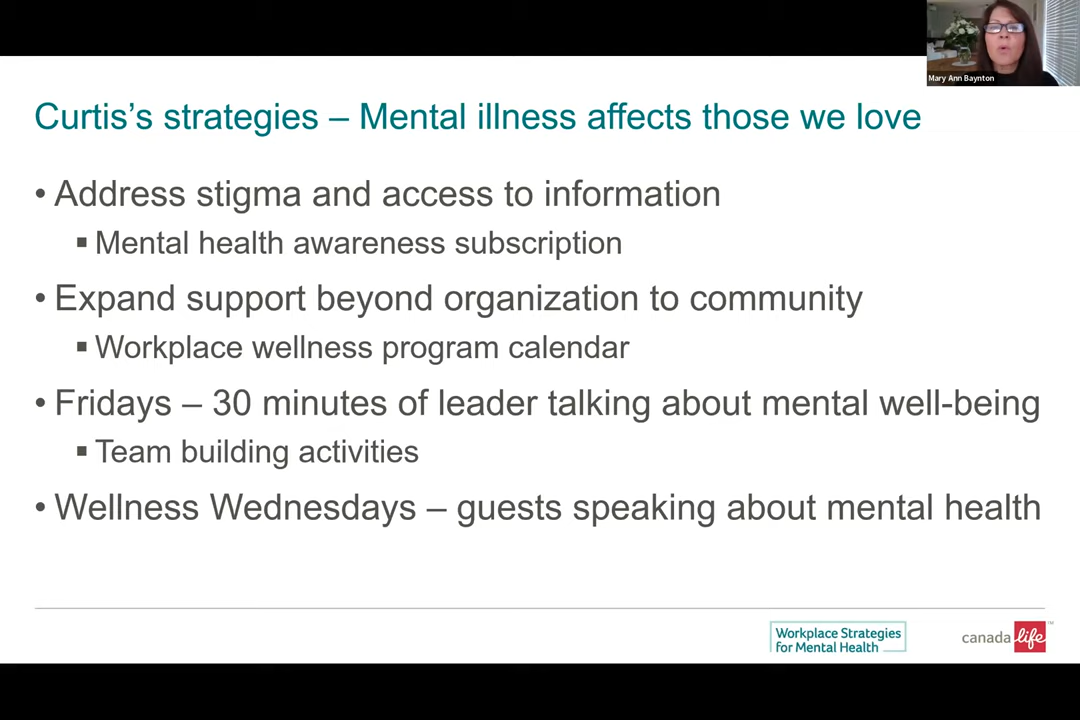 Mary Ann Baynton
Curtis’s strategies – Mental illness affects those we love
• Address stigma and access to information
▪ Mental health awareness subscription
• Expand support beyond organization to community
▪ Workplace wellness program calendar
• Fridays – 30 minutes of leader talking about mental well-being
▪ Team building activities
• Wellness Wednesdays – guests speaking about mental health
Workplace Strategies
for Mental Health
canada life™